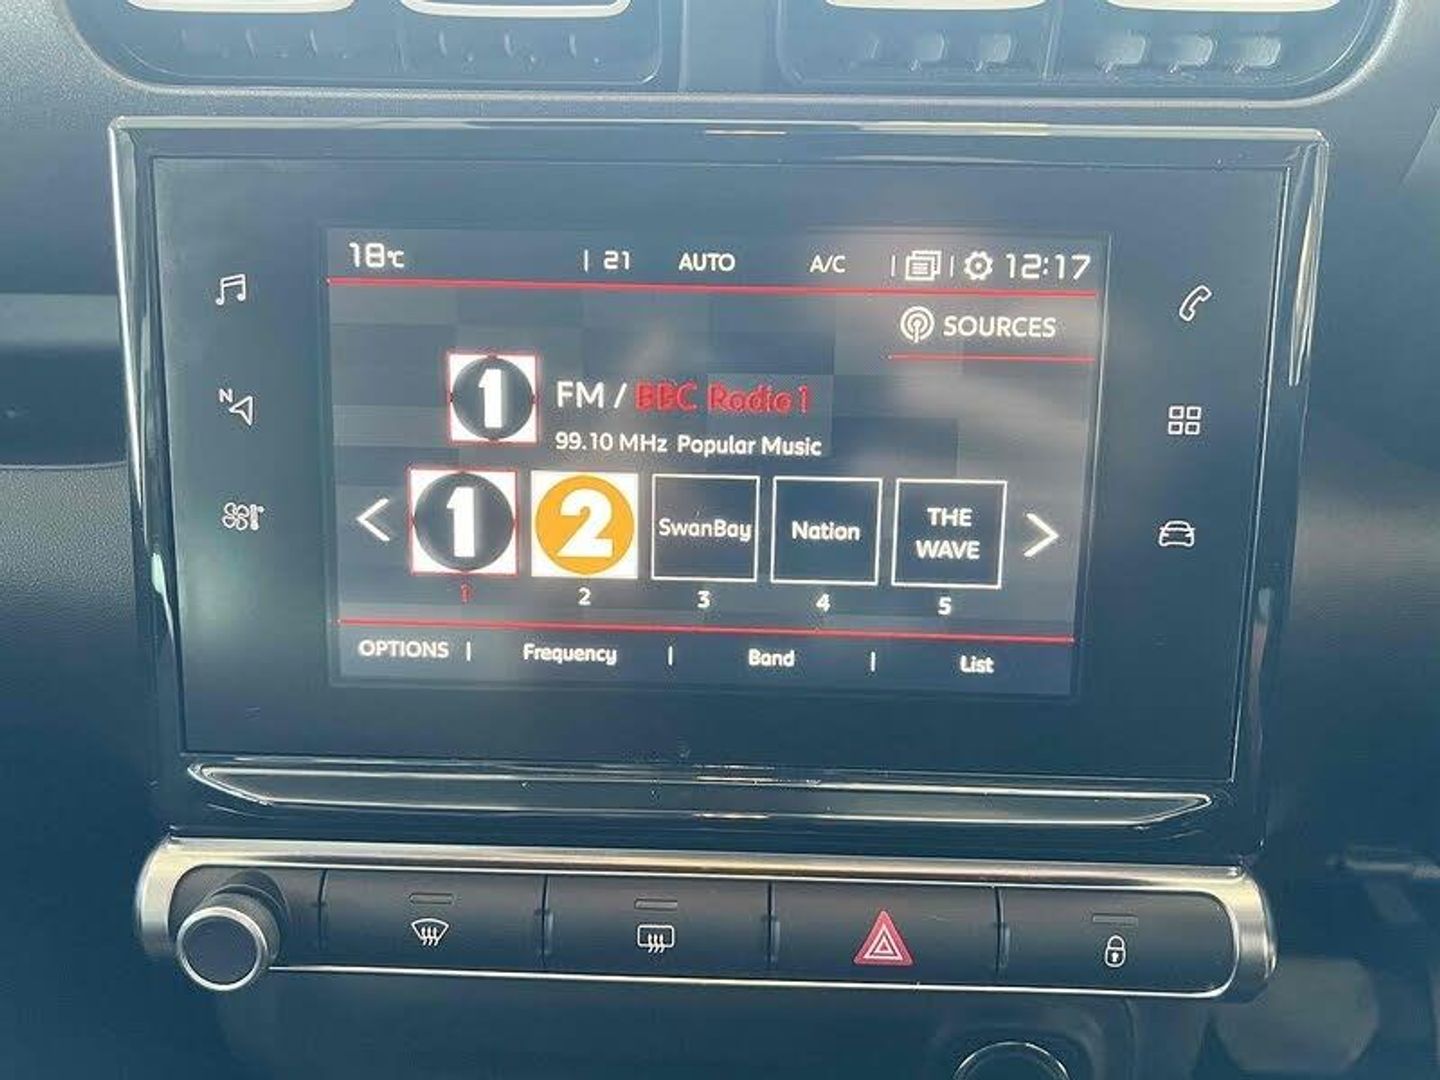 18°C | 21 AUTO A/C | | 12:17
SOURCES
1 FM / BBC Radio 1
99.10 MHz Popular Music
1 2 SwanBay Nation THE
WAVE
1 2 3 4 5
OPTIONS | Frequency | Band | List
N